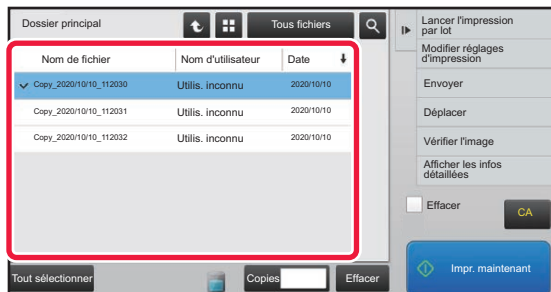 Dossier principal
Tous fichiers
Nom de fichier
Nom d'utilisateur
Date
Copy_2020/10/10_112030
Utilis. inconnu
2020/10/10
Copy_2020/10/10_112031
Utilis. inconnu
2020/10/10
Copy_2020/10/10_112032
Utilis. inconnu
2020/10/10
Tout sélectionner
Copies
Effacer
Lancer l'impression
par lot
Modifier réglages
d'impression
Envoyer
Déplacer
Vérifier l'image
Afficher les infos
détaillées
Effacer
CA
Impr. maintenant